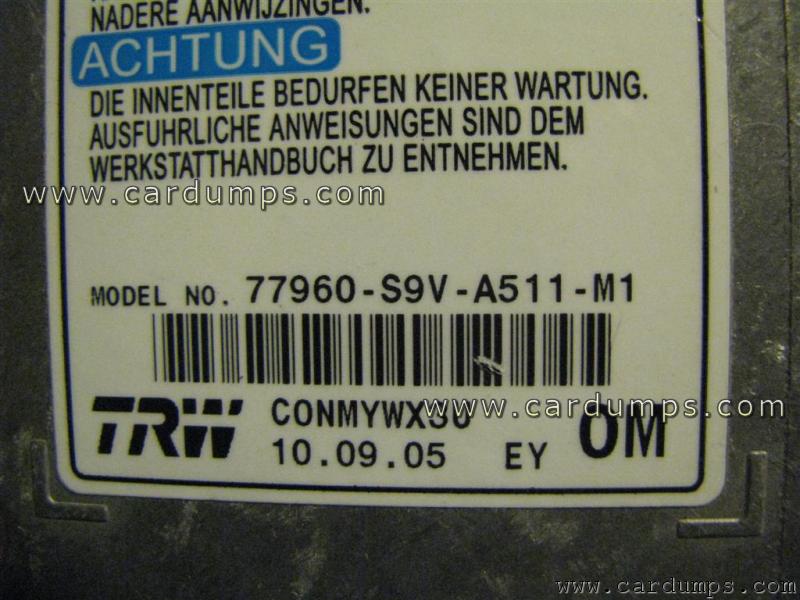 NADERE AANWIJZINGEN.
ACHTUNG
DIE INNENTEILE BEDURFEN KEINER WARTUNG.
AUSFUHRLICHE ANWEISUNGEN SIND DEM
WERKSTATTHANDBUCH ZU ENTNEHMEN.
www.cardumps.com
MODEL NO. 77960-S9V-A511-M1
TRW CONMYWXSU OM
www.cardumps.com
10.09.05 EY
www.cardumps.com